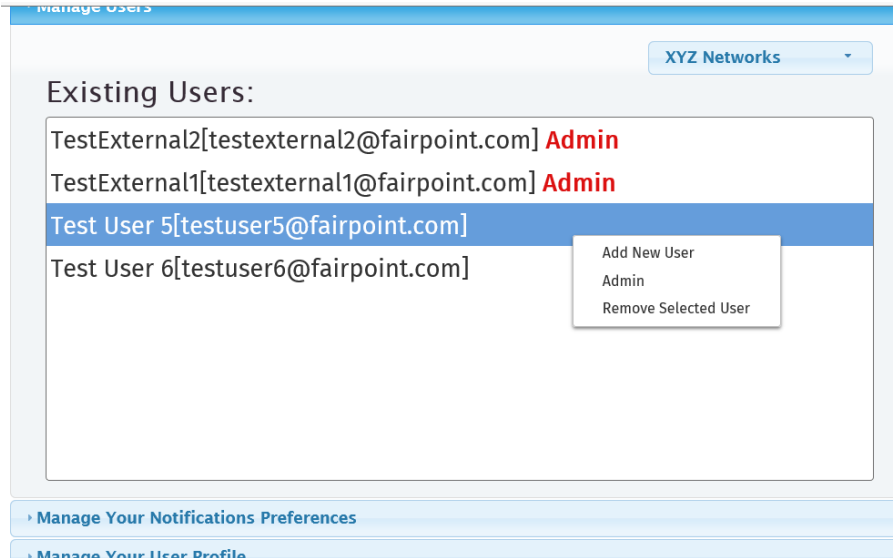 Manage Users
XYZ Networks
Existing Users:
TestExternal2[testexternal2@fairpoint.com] Admin
TestExternal1[testexternal1@fairpoint.com] Admin
Test User 5[testuser5@fairpoint.com]
Add New User
Test User 6[testuser6@fairpoint.com]
Admin
Remove Selected User
Manage Your Notifications Preferences
Manage Your User Profile